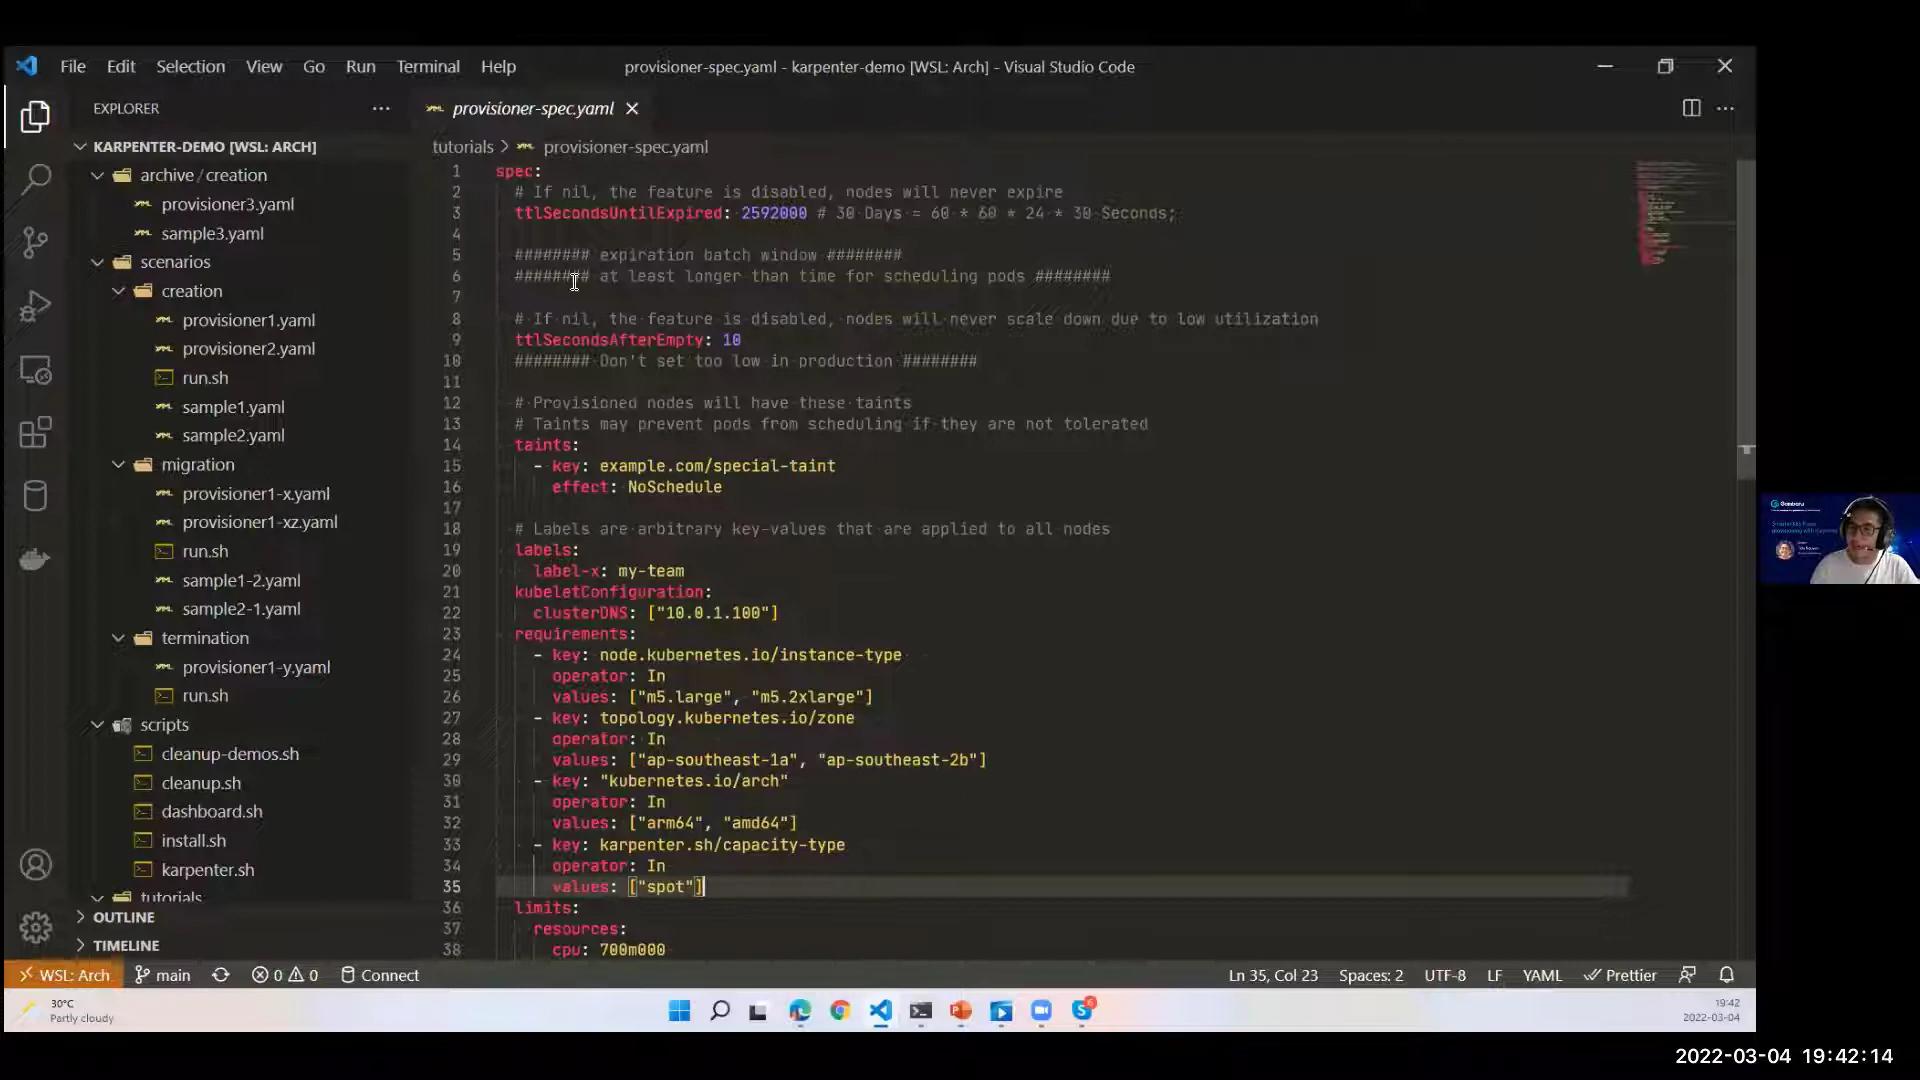 File Edit Selection View Go Run Terminal Help
provisioner-spec.yaml - karpenter-demo [WSL: Arch] - Visual Studio Code
EXPLORER
KARPENTER-DEMO [WSL: ARCH]
archive / creation
provisioner3.yaml
sample3.yaml
scenarios
creation
provisioner1.yaml
provisioner2.yaml
run.sh
sample1.yaml
sample2.yaml
migration
provisioner1-x.yaml
provisioner1-xz.yaml
run.sh
sample1-2.yaml
sample2-1.yaml
termination
provisioner1-y.yaml
run.sh
scripts
cleanup-demos.sh
cleanup.sh
dashboard.sh
install.sh
karpenter.sh
tutorials
OUTLINE
TIMELINE
provisioner-spec.yaml
tutorials > provisioner-spec.yaml
1 spec:
2 # If nil, the feature is disabled, nodes will never expire
3 ttlSecondsUntilExpired: 2592000 # 30 Days = 60 * 60 * 24 * 30 Seconds;
4
5 ######## expiration batch window ########
6 ######## at least longer than time for scheduling pods ########
7
8 # If nil, the feature is disabled, nodes will never scale down due to low utilization
9 ttlSecondsAfterEmpty: 10
10 ######## Don't set too low in production ########
11
12 # Provisioned nodes will have these taints
13 # Taints may prevent pods from scheduling if they are not tolerated
14 taints:
15 - key: example.com/special-taint
16 effect: NoSchedule
17
18 # Labels are arbitrary key-values that are applied to all nodes
19 labels:
20 label-x: my-team
21 kubeletConfiguration:
22 clusterDNS: ["10.0.1.100"]
23 requirements:
24 - key: node.kubernetes.io/instance-type
25 operator: In
26 values: ["m5.large", "m5.2xlarge"]
27 - key: topology.kubernetes.io/zone
28 operator: In
29 values: ["ap-southeast-1a", "ap-southeast-2b"]
30 - key: "kubernetes.io/arch"
31 operator: In
32 values: ["arm64", "amd64"]
33 - key: karpenter.sh/capacity-type
34 operator: In
35 values: ["spot"]
36 limits:
37 resources:
38 cpu: 700m000
WSL: Arch main 0 0 Connect
Ln 35, Col 23 Spaces: 2 UTF-8 LF YAML Prettier
30°C
Partly cloudy
19:42
2022-03-04
2022-03-04 19:42:14